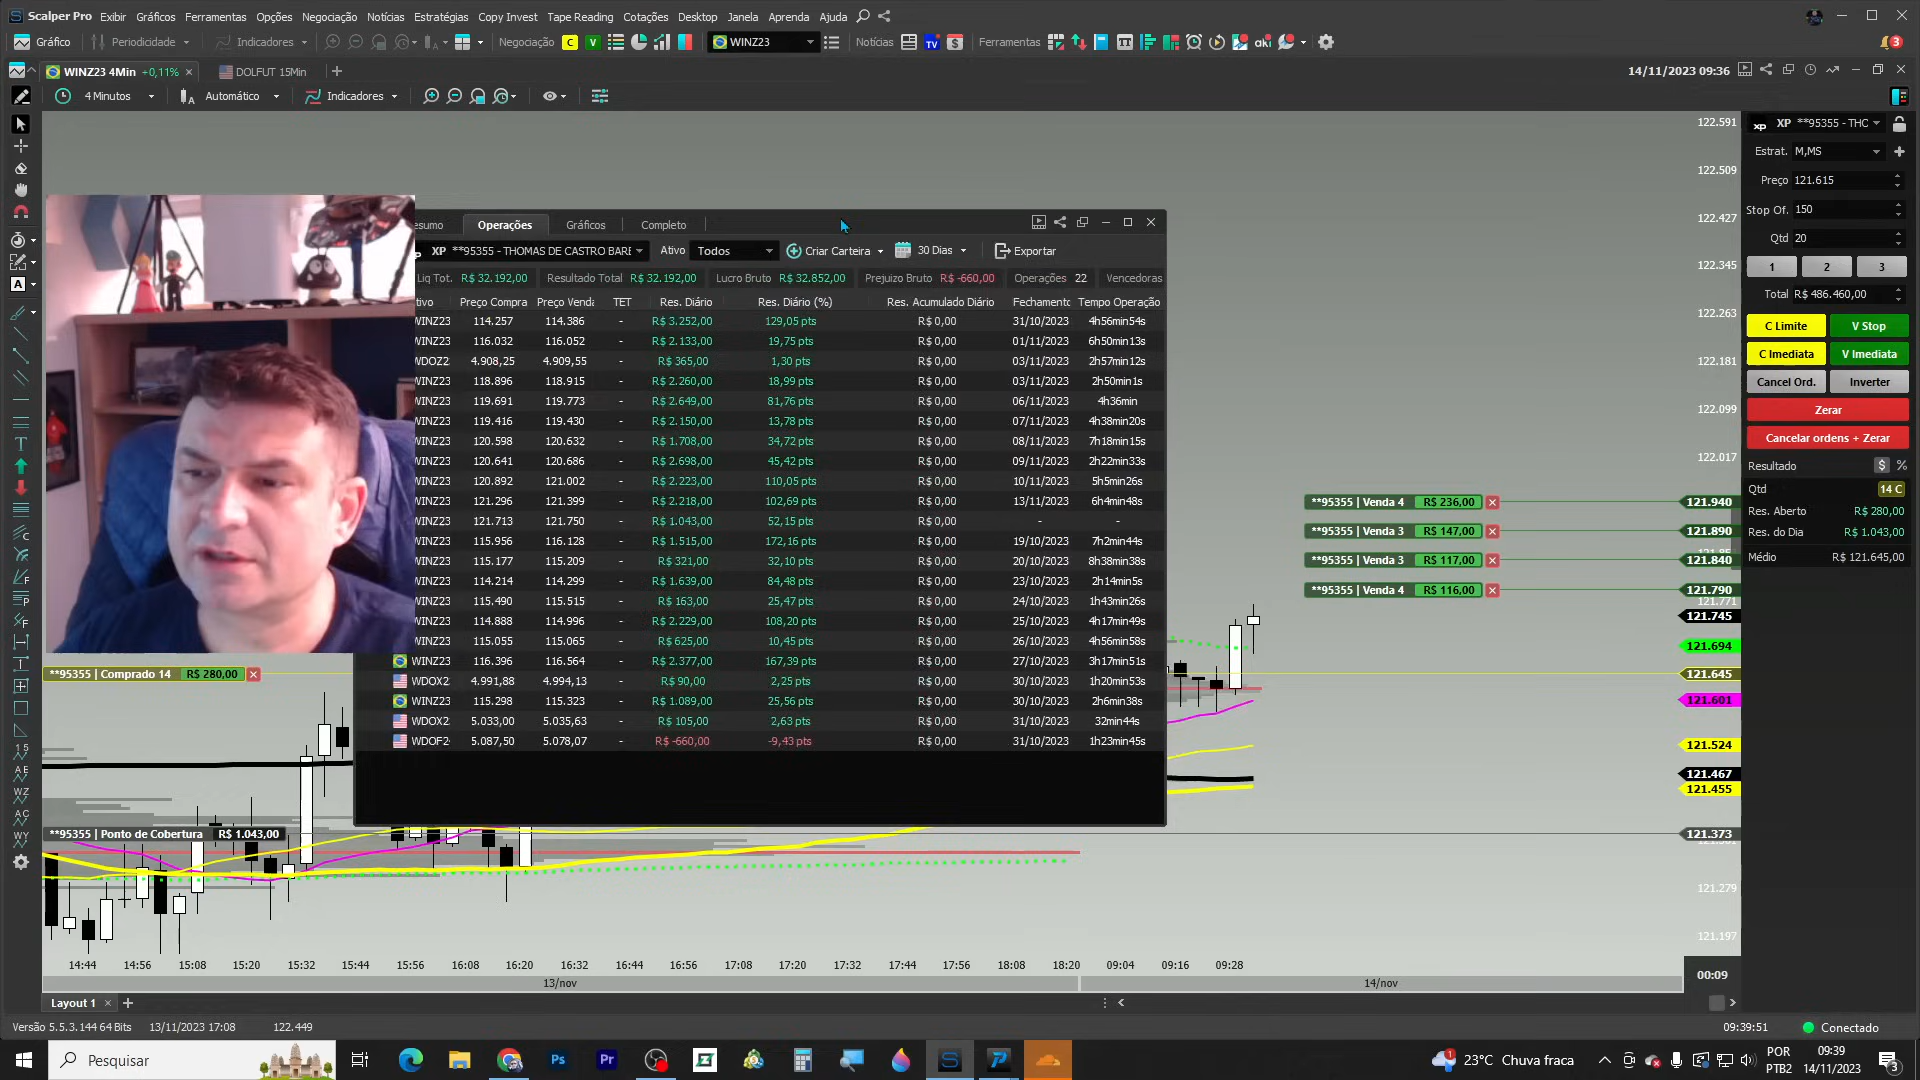 Scalper Pro Exibir Gráficos Ferramentas Opções Negociação Notícias Estratégias Copy Invest Tape Reading Cotações Desktop Janela Aprenda Ajuda
Gráfico Periodicidade Indicadores Negociação C V WINZ23 Notícias TV $ Ferramentas aki 3
WINZ23 4Min +0,11% DOLFUT 15Min 14/11/2023 09:36
4 Minutos Automático Indicadores
122.591
122.509
122.427
122.345
122.263
122.181
122.099
122.017
esumo Operações Gráficos Completo
XP **95355 - THOMAS DE CASTRO BARE Ativo Todos Criar Carteira 30 Dias Exportar
Liq Tot. R$ 32.192,00 Resultado Total R$ 32.192,00 Lucro Bruto R$ 32.852,00 Prejuizo Bruto R$ -660,00 Operações 22 Vencedoras
tivo Preço Compra Preço Venda TET Res. Diário Res. Diário (%) Res. Acumulado Diário Fechamento Tempo Operação
WINZ23 114.257 114.386 - R$ 3.252,00 129,05 pts R$ 0,00 31/10/2023 4h56min54s
WINZ23 116.032 116.052 - R$ 2.133,00 19,75 pts R$ 0,00 01/11/2023 6h50min13s
WDOZ2 4.908,25 4.909,55 - R$ 365,00 1,30 pts R$ 0,00 03/11/2023 2h57min12s
WINZ23 118.896 118.915 - R$ 2.260,00 18,99 pts R$ 0,00 03/11/2023 2h50min1s
WINZ23 119.691 119.773 - R$ 2.649,00 81,76 pts R$ 0,00 06/11/2023 4h36min
WINZ23 119.416 119.430 - R$ 2.150,00 13,78 pts R$ 0,00 07/11/2023 4h38min20s
WINZ23 120.598 120.632 - R$ 1.708,00 34,72 pts R$ 0,00 08/11/2023 7h18min15s
WINZ23 120.641 120.686 - R$ 2.698,00 45,42 pts R$ 0,00 09/11/2023 2h22min33s
WINZ23 120.892 121.002 - R$ 2.223,00 110,05 pts R$ 0,00 10/11/2023 5h5min26s
WINZ23 121.296 121.399 - R$ 2.218,00 102,69 pts R$ 0,00 13/11/2023 6h4min48s
WINZ23 121.713 121.750 - R$ 1.043,00 52,15 pts R$ 0,00 - -
WINZ23 115.956 116.128 - R$ 1.515,00 172,16 pts R$ 0,00 19/10/2023 7h2min44s
WINZ23 115.177 115.209 - R$ 321,00 32,10 pts R$ 0,00 20/10/2023 8h38min38s
WINZ23 114.214 114.299 - R$ 1.639,00 84,48 pts R$ 0,00 23/10/2023 2h14min5s
WINZ23 115.490 115.515 - R$ 163,00 25,47 pts R$ 0,00 24/10/2023 1h43min26s
WINZ23 114.888 114.996 - R$ 2.229,00 108,20 pts R$ 0,00 25/10/2023 4h17min49s
WINZ23 115.055 115.065 - R$ 625,00 10,45 pts R$ 0,00 26/10/2023 4h56min58s
WINZ23 116.396 116.564 - R$ 2.377,00 167,39 pts R$ 0,00 27/10/2023 3h17min51s
WDOX2 4.991,88 4.994,13 - R$ 90,00 2,25 pts R$ 0,00 30/10/2023 1h20min53s
WINZ23 115.298 115.323 - R$ 1.089,00 25,56 pts R$ 0,00 30/10/2023 2h6min38s
WDOX2 5.033,00 5.035,63 - R$ 105,00 2,63 pts R$ 0,00 31/10/2023 32min44s
WDOF2 5.087,50 5.078,07 - R$ -660,00 -9,43 pts R$ 0,00 31/10/2023 1h23min45s
**95355 | Venda 4 R$ 236,00 121.940
**95355 | Venda 3 R$ 147,00 121.890
**95355 | Venda 3 R$ 117,00 121.840
**95355 | Venda 4 R$ 116,00 121.790
121.771
121.745
121.694
**95355 | Comprado 14 R$ 280,00 121.645
121.601
121.524
121.467
121.455
**95355 | Ponto de Cobertura R$ 1.043,00 121.373
121.279
121.197
14:44 14:56 15:08 15:20 15:32 15:44 15:56 16:08 16:20 16:32 16:44 16:56 17:08 17:20 17:32 17:44 17:56 18:08 18:20 09:04 09:16 09:28
13/nov 14/nov
00:09
XP **95355 - THC
Estrat. M,MS
Preço 121.615
Stop Of. 150
Qtd 20
1 2 3
Total R$ 486.460,00
C Limite V Stop
C Imediata V Imediata
Cancel Ord. Inverter
Zerar
Cancelar ordens + Zerar
Resultado $ %
Qtd 14 C
Res. Aberto R$ 280,00
Res. do Dia R$ 1.043,00
Médio R$ 121.645,00
A
T
C
F
P
F
15
AE
WZ
AC
WY
Layout 1
Versão 5.5.3.144 64 Bits 13/11/2023 17:08 122.449 09:39:51 Conectado
Pesquisar Ps Pr 1 23°C Chuva fraca POR PTB2 09:39 14/11/2023 3